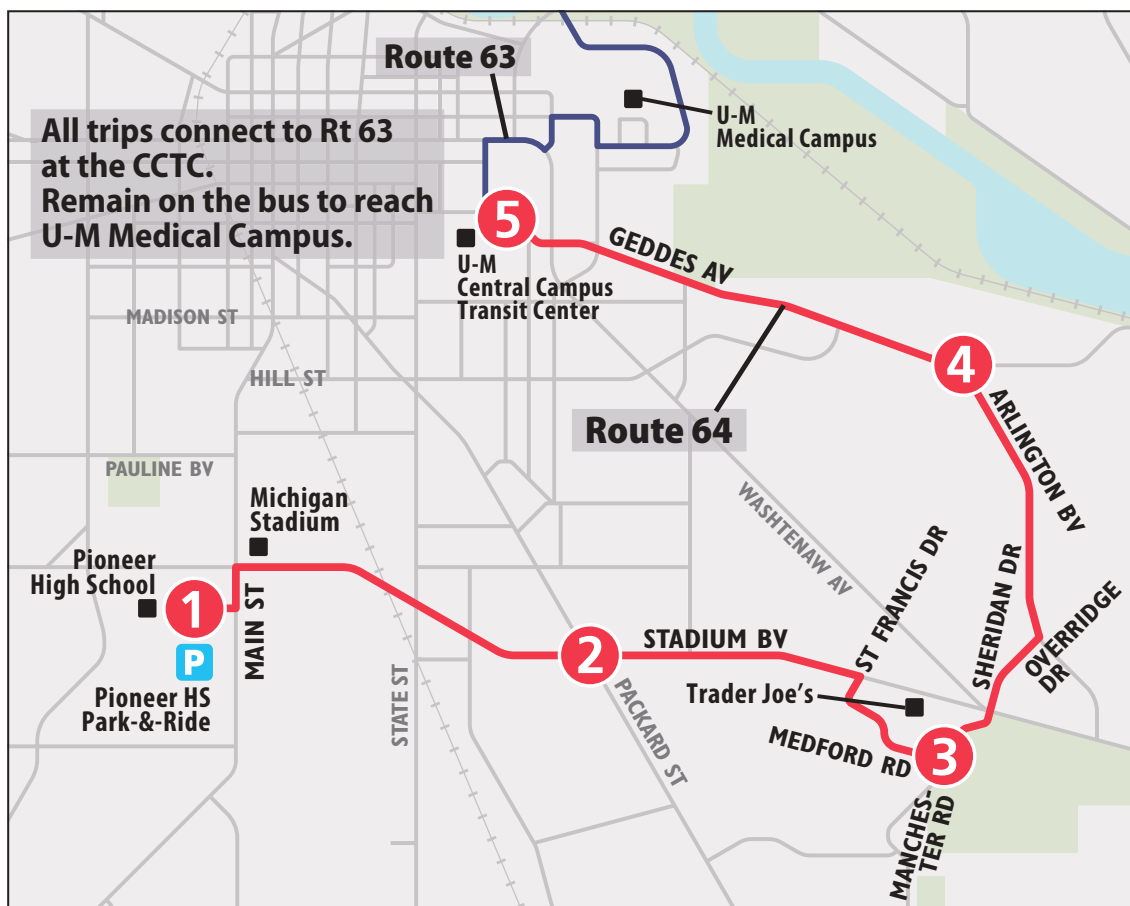 Route 63
All trips connect to Rt 63
at the CCTC.
Remain on the bus to reach
U-M Medical Campus.
U-M
Medical Campus
5
U-M
Central Campus
Transit Center
GEDDES AV
MADISON ST
HILL ST
4
Route 64
ARLINGTON BV
PAULINE BV
Michigan
Stadium
WASHTENAW AV
Pioneer
High School
1
P
Pioneer HS
Park-&-Ride
MAIN ST
STATE ST
2
PACKARD ST
STADIUM BV
ST FRANCIS DR
SHERIDAN DR
OVERRIDGE
DR
Trader Joe's
MEDFORD RD
3
MANCHES-
TER RD